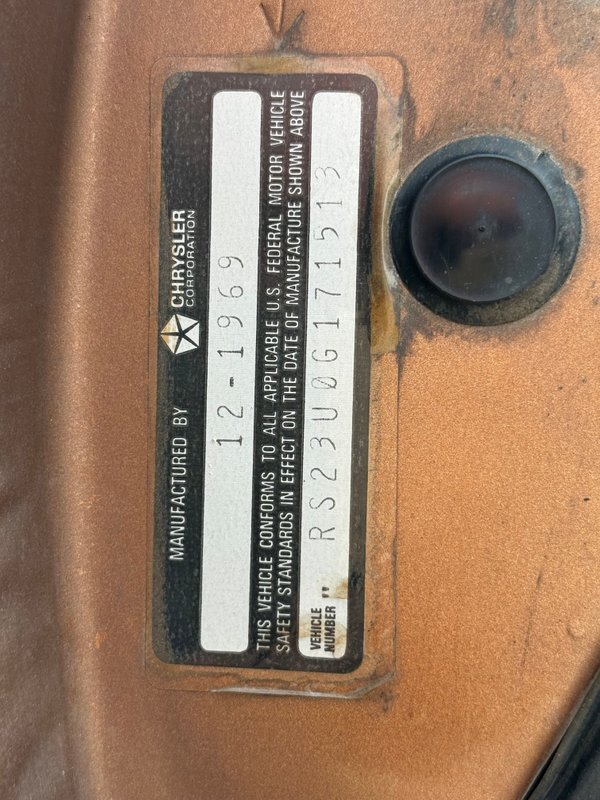 MANUFACTURED BY CHRYSLER CORPORATION
12-1969
THIS VEHICLE CONFORMS TO ALL APPLICABLE U.S. FEDERAL MOTOR VEHICLE
SAFETY STANDARDS IN EFFECT ON THE DATE OF MANUFACTURE SHOWN ABOVE
VEHICLE NUMBER " RS23U0G171513